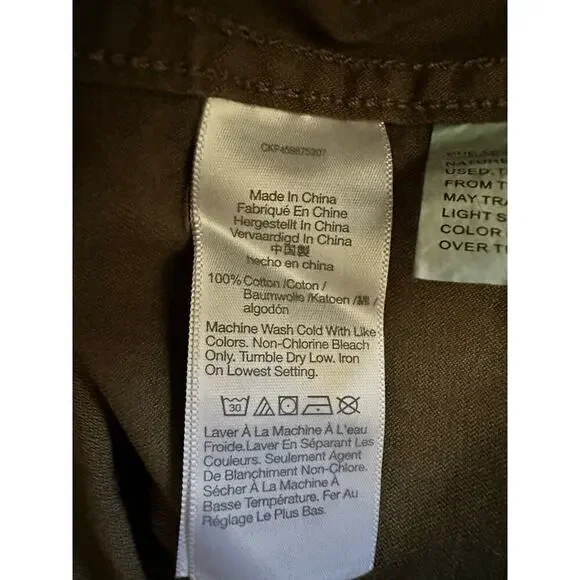 CKP459875207
Made In China
Fabriqué En Chine
Hergestellt In China
Vervaardigd In China
中国製
hecho en china
100% Cotton /Coton /
Baumwolle/Katoen /綿/
algodón
Machine Wash Cold With Like
Colors. Non-Chlorine Bleach
Only. Tumble Dry Low. Iron
On Lowest Setting.
30
Laver À La Machine À L'eau
Froide.Laver En Séparant Les
Couleurs. Seulement Agent
De Blanchiment Non-Chlore.
Sécher À La Machine À
Basse Température. Fer Au
Réglage Le Plus Bas.
NATURE
USED.T
FROM T
MAY TRA
LIGHT S
COLOR
OVER T